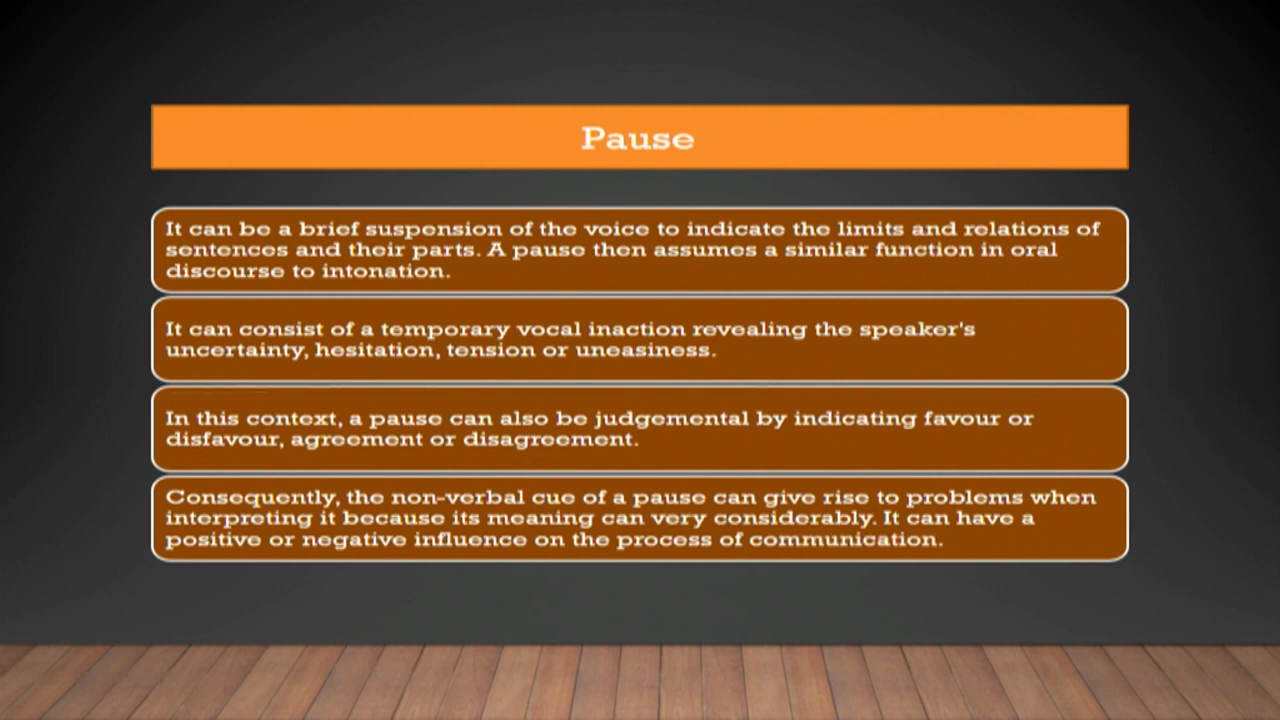 Pause
It can be a brief suspension of the voice to indicate the limits and relations of
sentences and their parts. A pause then assumes a similar function in oral
discourse to intonation.
It can consist of a temporary vocal inaction revealing the speaker's
uncertainty, hesitation, tension or uneasiness.
In this context, a pause can also be judgemental by indicating favour or
disfavour, agreement or disagreement.
Consequently, the non-verbal cue of a pause can give rise to problems when
interpreting it because its meaning can very considerably. It can have a
positive or negative influence on the process of communication.